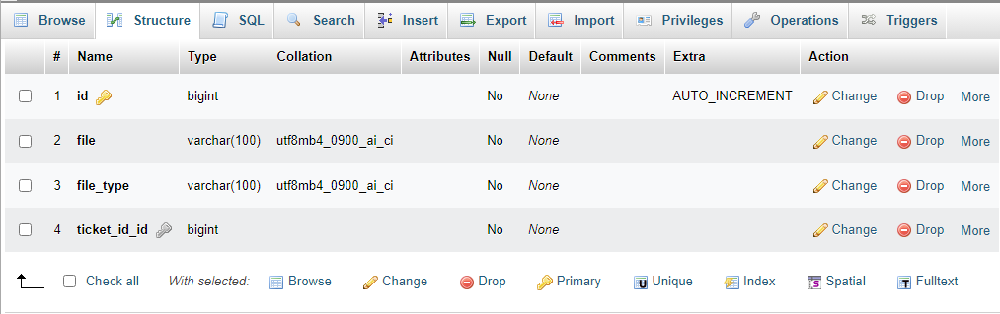 Browse Structure SQL Search Insert Export Import Privileges Operations Triggers
# Name Type Collation Attributes Null Default Comments Extra Action
1 id bigint No None AUTO_INCREMENT Change Drop More
2 file varchar(100) utf8mb4_0900_ai_ci No None Change Drop More
3 file_type varchar(100) utf8mb4_0900_ai_ci No None Change Drop More
4 ticket_id_id bigint No None Change Drop More
Check all With selected: Browse Change Drop Primary Unique Index Spatial Fulltext